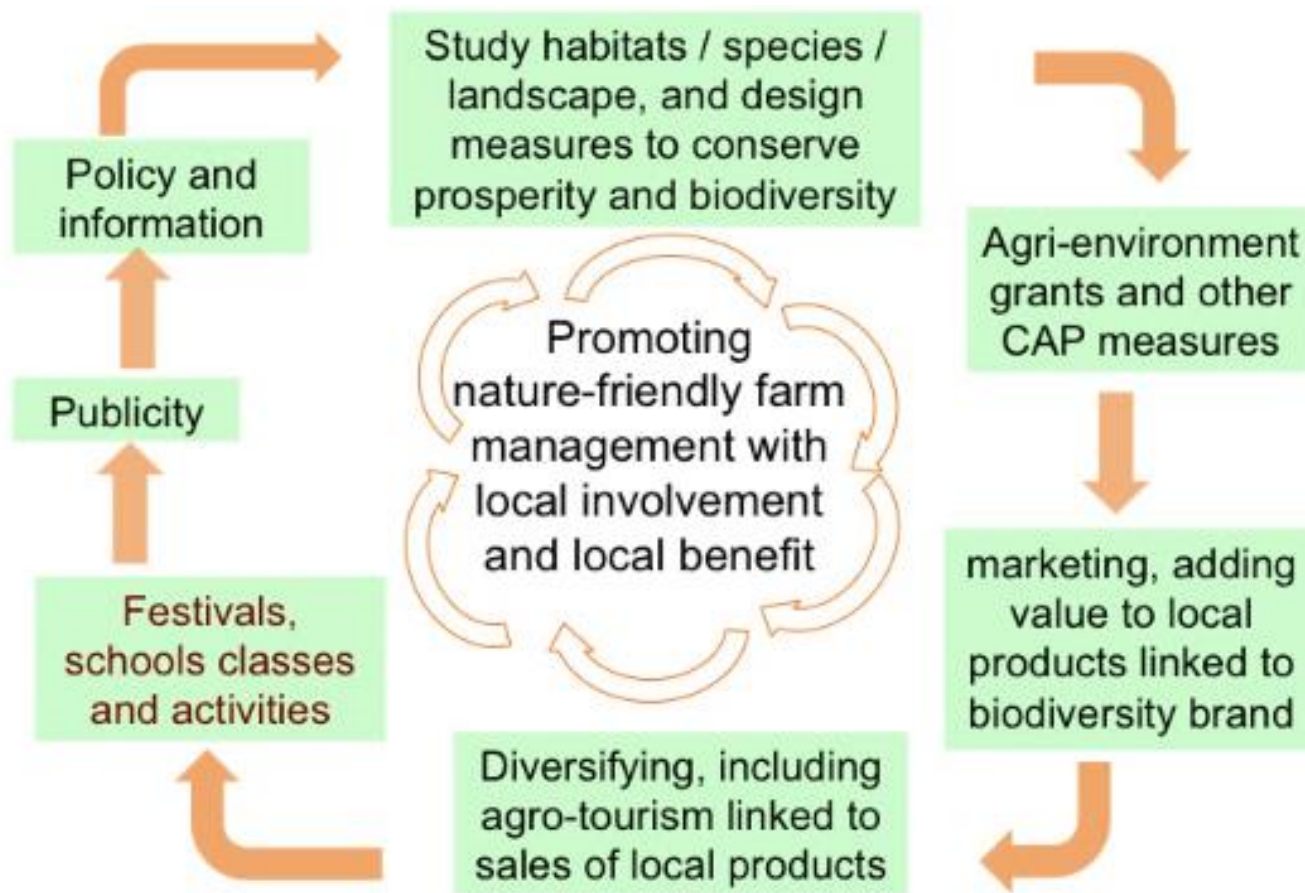 Study habitats / species /
landscape, and design
measures to conserve
prosperity and biodiversity
Agri-environment
grants and other
CAP measures
marketing, adding
value to local
products linked to
biodiversity brand
Diversifying, including
agro-tourism linked to
sales of local products
Festivals,
schools classes
and activities
Publicity
Policy and
information
Promoting
nature-friendly farm
management with
local involvement
and local benefit